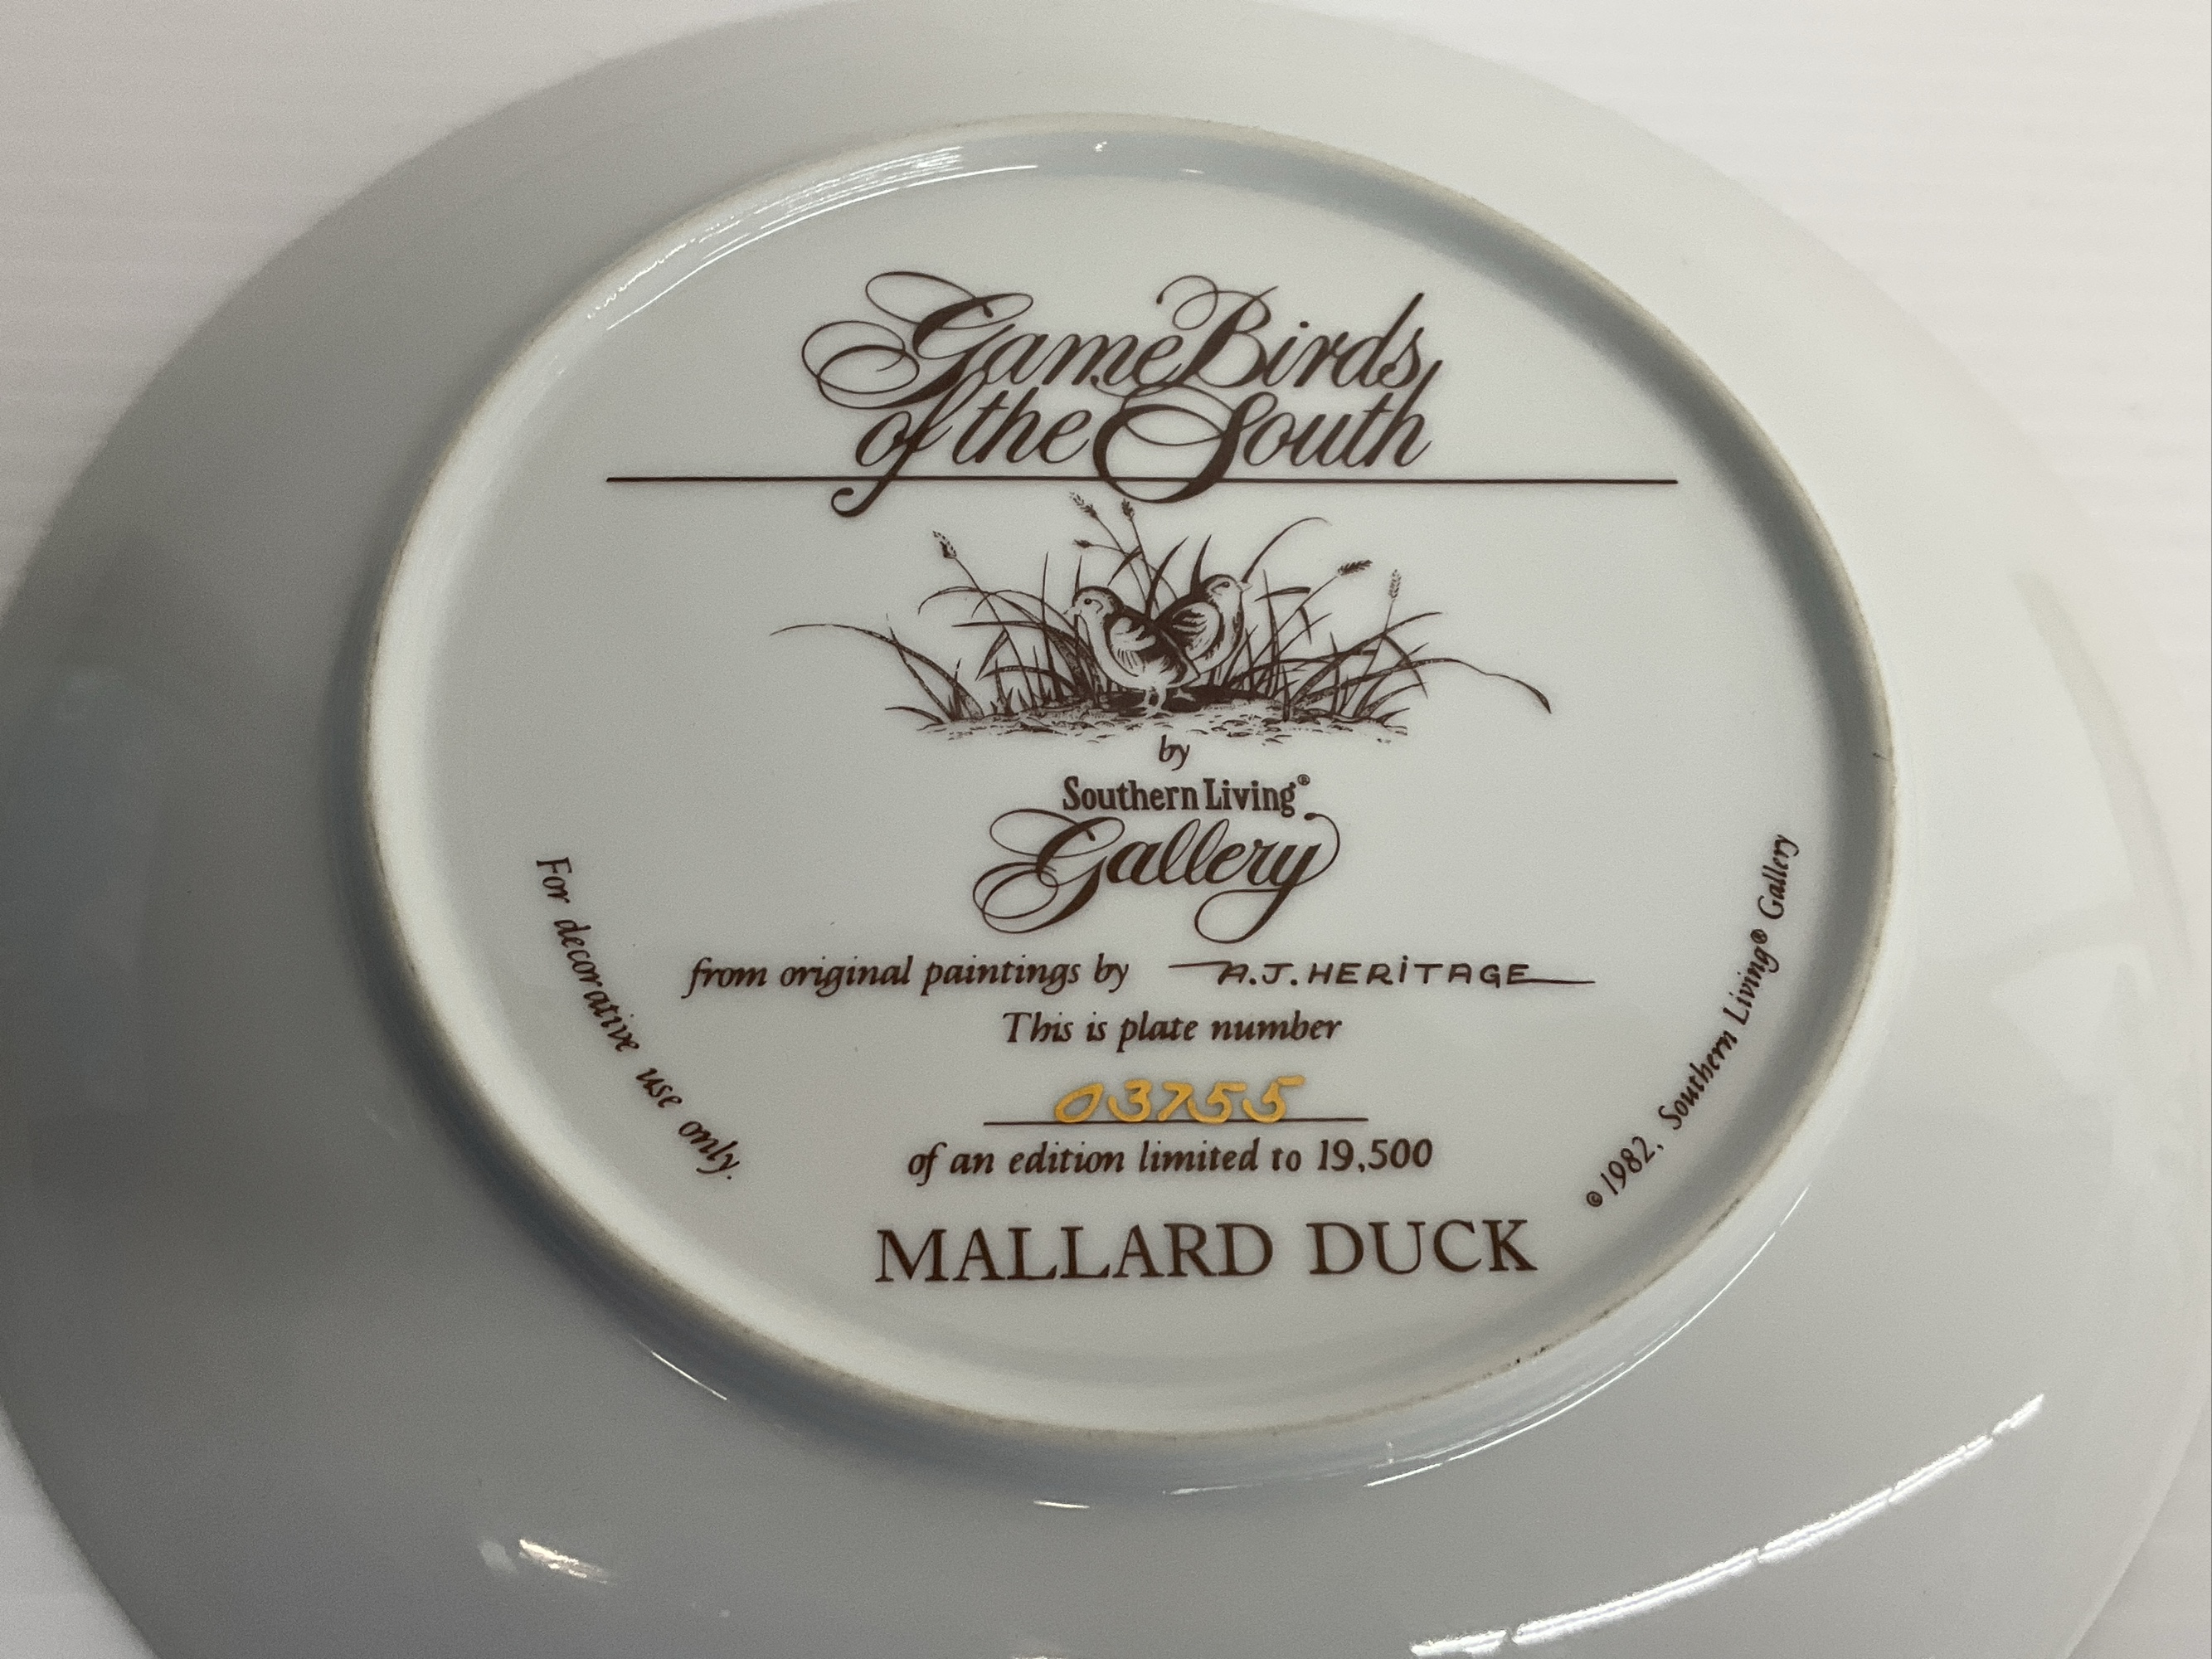 Game Birds
of the South
by
Southern Living®
Gallery
from original paintings by A.J. HERITAGE
This is plate number
03755
of an edition limited to 19,500
MALLARD DUCK
For decorative use only.
© 1982, Southern Living® Gallery